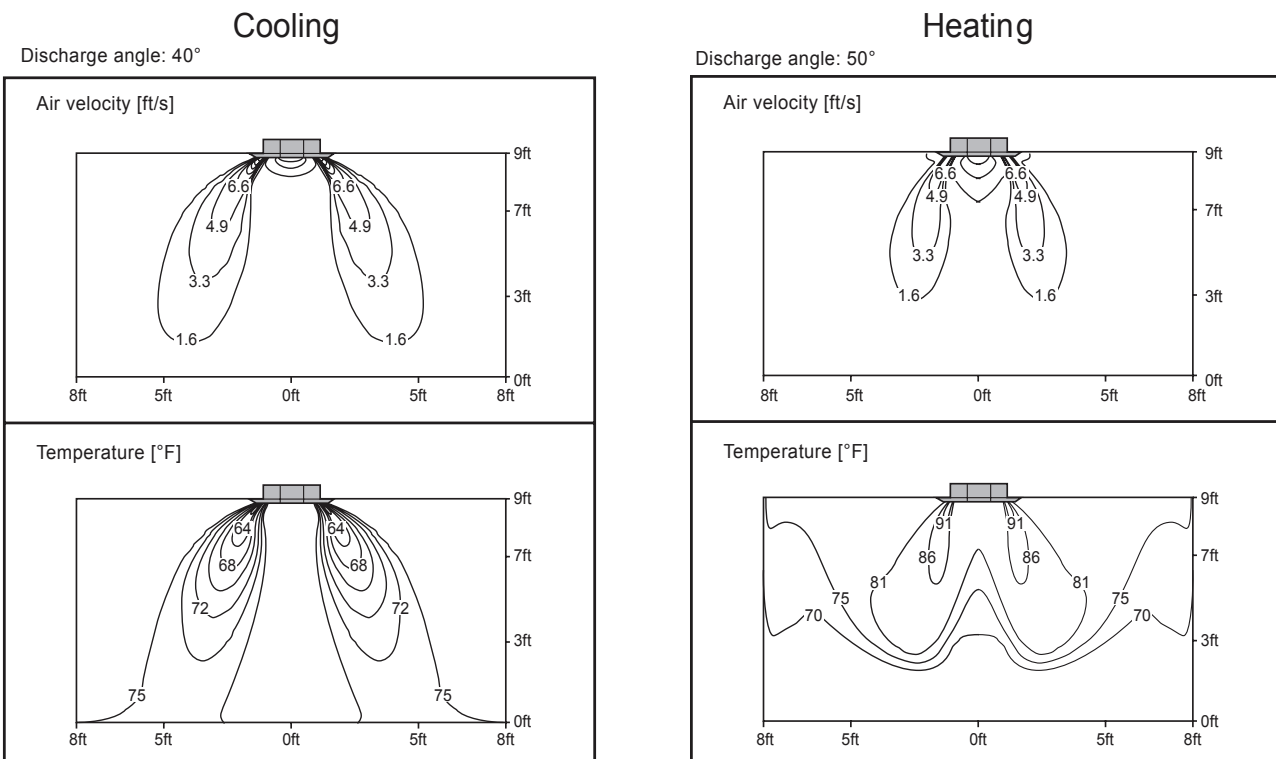 Cooling
Discharge angle: 40°
Air velocity [ft/s]
9ft
6.6 6.6
7ft
4.9 4.9
3.3 3.3
3ft
1.6 1.6
0ft
8ft 5ft 0ft 5ft 8ft
Temperature [°F]
9ft
64 64
7ft
68 68
72 72
3ft
75 75
0ft
8ft 5ft 0ft 5ft 8ft
Heating
Discharge angle: 50°
Air velocity [ft/s]
9ft
6.6 6.6
4.9 4.9
7ft
3.3 3.3
1.6 1.6
3ft
0ft
8ft 5ft 0ft 5ft 8ft
Temperature [°F]
9ft
91 91
86 86
7ft
81 81
75 75
70 70
3ft
0ft
8ft 5ft 0ft 5ft 8ft